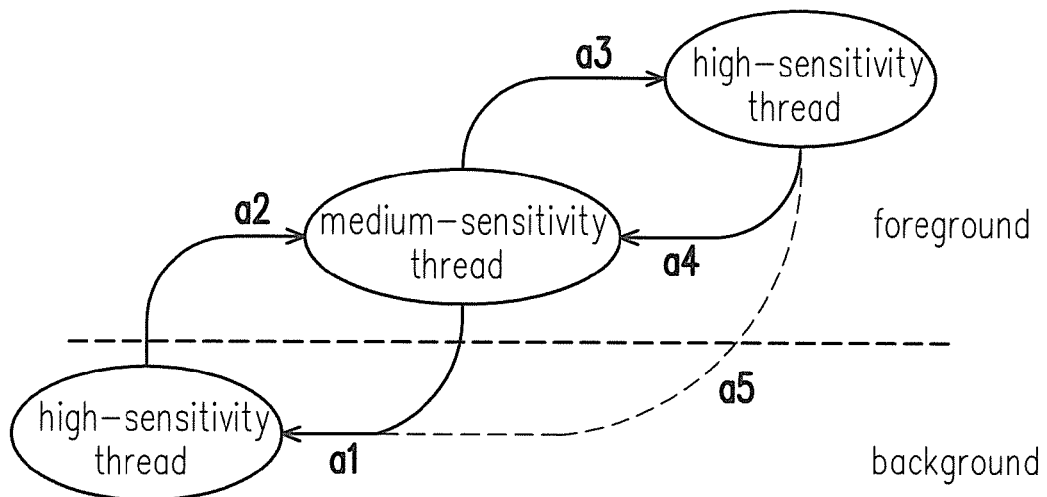 a3
high-sensitivity
thread
a2
medium-sensitivity
thread
a4
foreground
a5
high-sensitivity
thread
a1
background